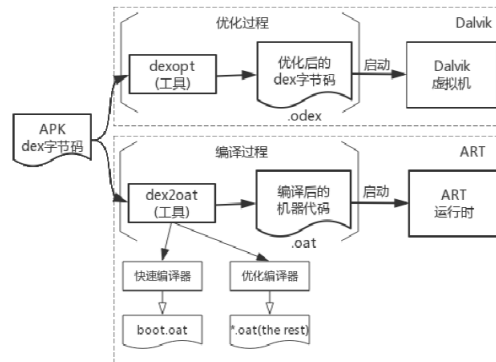 优化过程
Dalvik
dexopt
(工具)
优化后的
dex字节码
.odex
启动
Dalvik
虚拟机
APK
dex字节码
编译过程
ART
dex2oat
(工具)
编译后的
机器代码
.oat
启动
ART
运行时
快速编译器
优化编译器
boot.oat
*.oat(the rest)